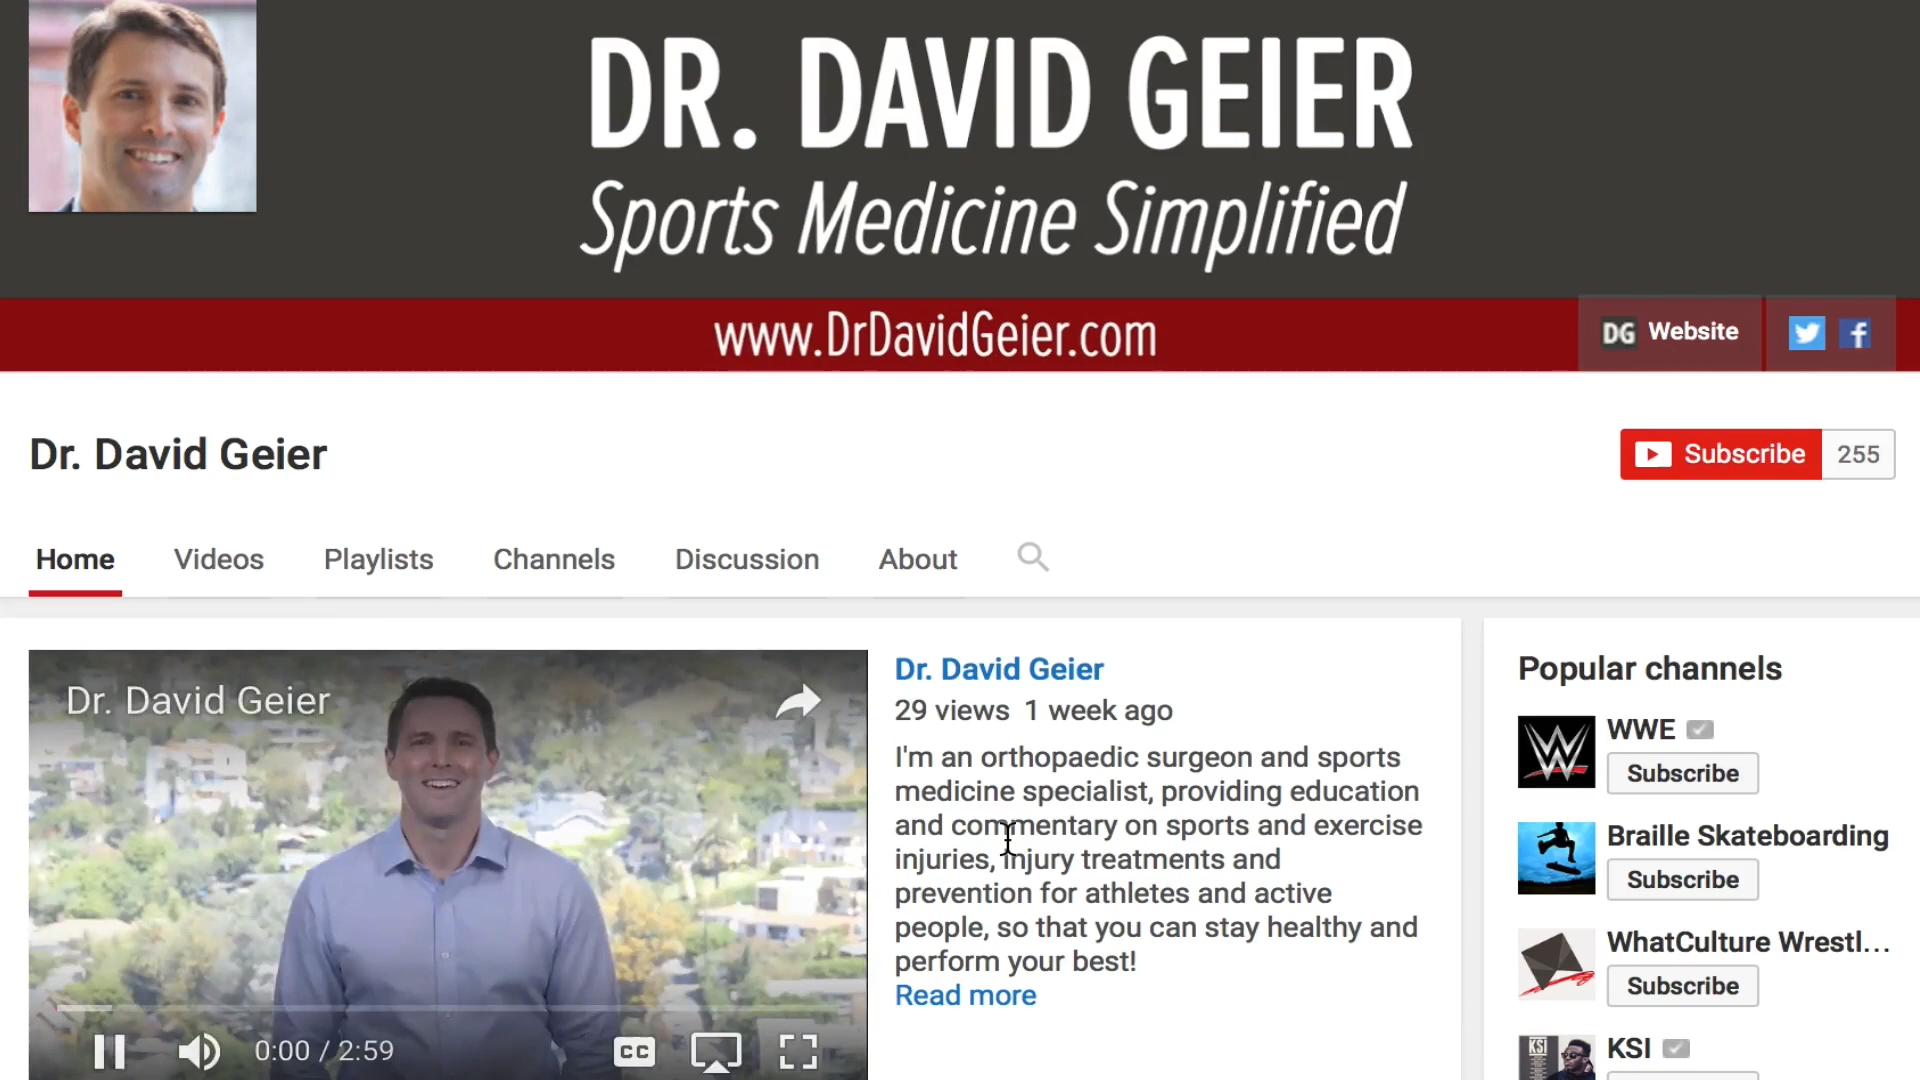 DR. DAVID GEIER
Sports Medicine Simplified
www.DrDavidGeier.com
DG Website
Dr. David Geier
Subscribe 255
Home Videos Playlists Channels Discussion About
Dr. David Geier
0:00 / 2:59
CC
Dr. David Geier
29 views 1 week ago
I'm an orthopaedic surgeon and sports
medicine specialist, providing education
and commentary on sports and exercise
injuries, injury treatments and
prevention for athletes and active
people, so that you can stay healthy and
perform your best!
Read more
Popular channels
WWE
Subscribe
Braille Skateboarding
Subscribe
WhatCulture Wrestl...
Subscribe
KSI
KSI